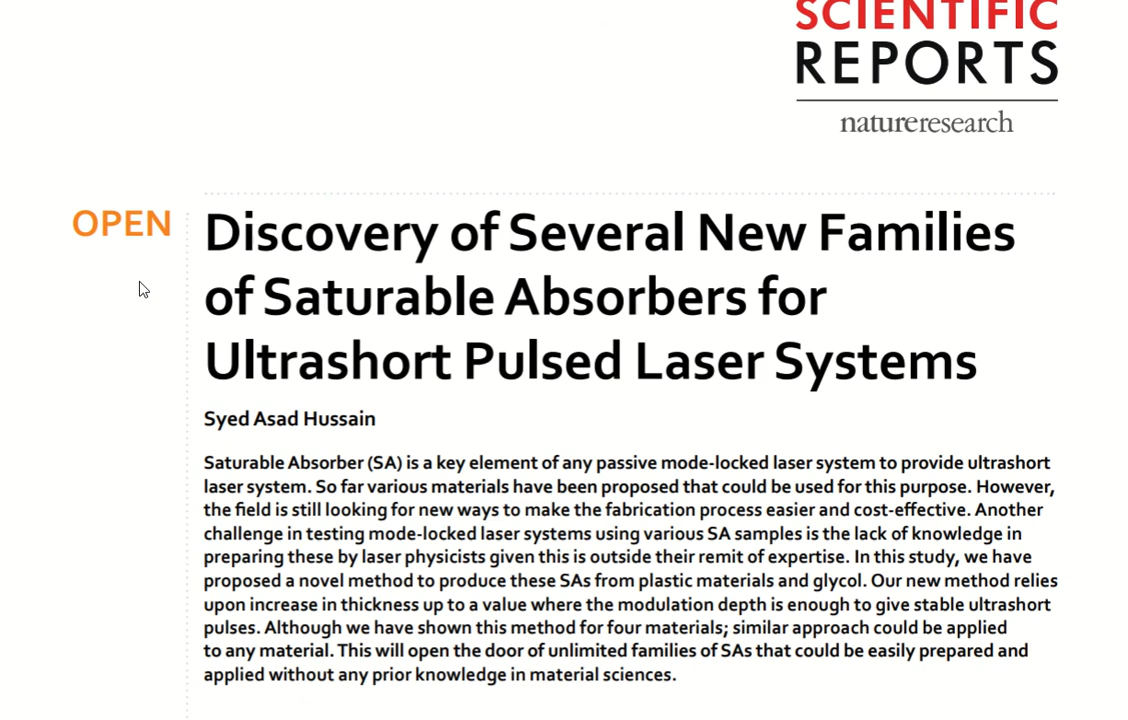 SCIENTIFIC
REPORTS
natureresearch
OPEN
Discovery of Several New Families
of Saturable Absorbers for
Ultrashort Pulsed Laser Systems
Syed Asad Hussain
Saturable Absorber (SA) is a key element of any passive mode-locked laser system to provide ultrashort
laser system. So far various materials have been proposed that could be used for this purpose. However,
the field is still looking for new ways to make the fabrication process easier and cost-effective. Another
challenge in testing mode-locked laser systems using various SA samples is the lack of knowledge in
preparing these by laser physicists given this is outside their remit of expertise. In this study, we have
proposed a novel method to produce these SAs from plastic materials and glycol. Our new method relies
upon increase in thickness up to a value where the modulation depth is enough to give stable ultrashort
pulses. Although we have shown this method for four materials; similar approach could be applied
to any material. This will open the door of unlimited families of SAs that could be easily prepared and
applied without any prior knowledge in material sciences.